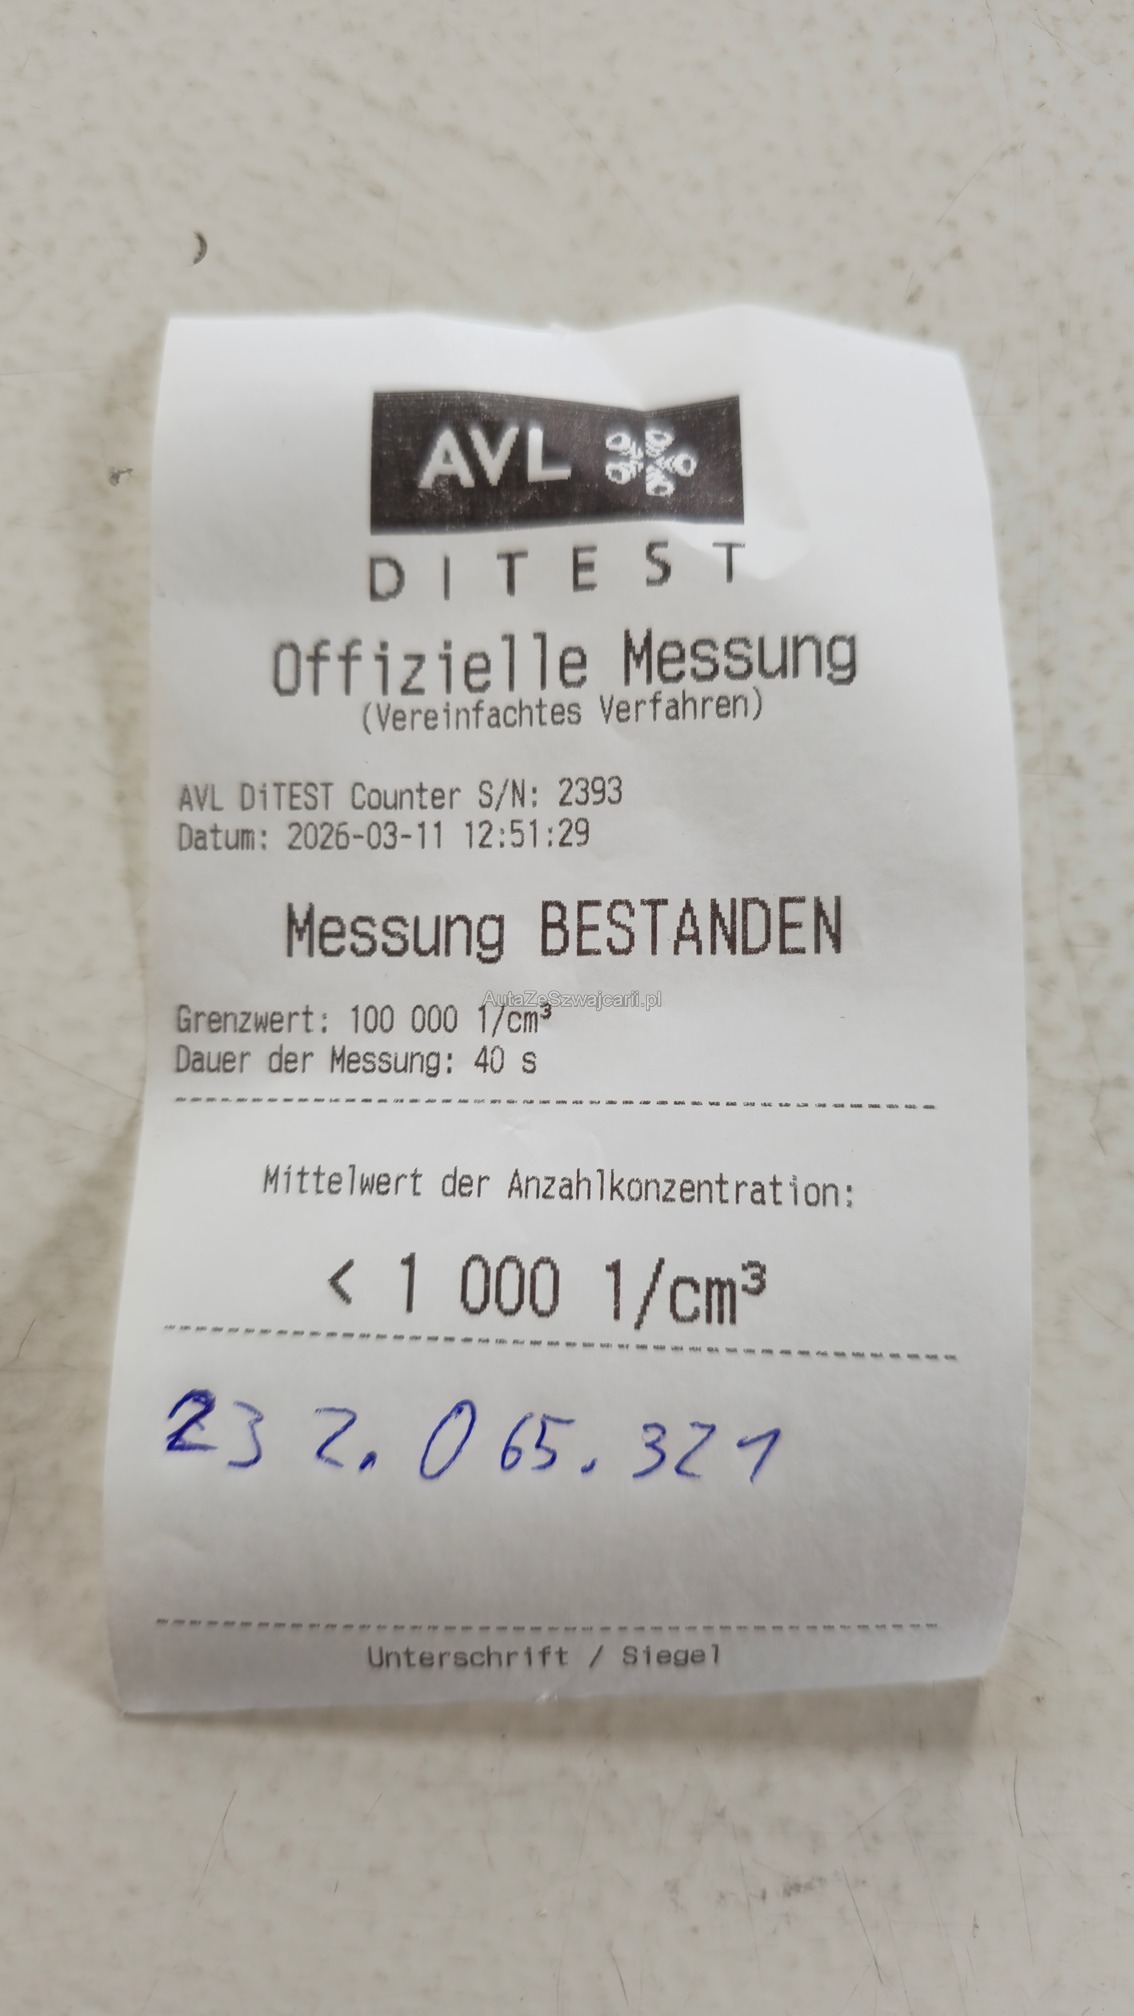 AVL
DITEST
Offizielle Messung
(Vereinfachtes Verfahren)
AVL DiTEST Counter S/N: 2393
Datum: 2026-03-11 12:51:29
Messung BESTANDEN
AutaZeSzwajcarii.pl
Grenzwert: 100 000 1/cm³
Dauer der Messung: 40 s
Mittelwert der Anzahlkonzentration:
< 1 000 1/cm³
232.065.321
Unterschrift / Siegel